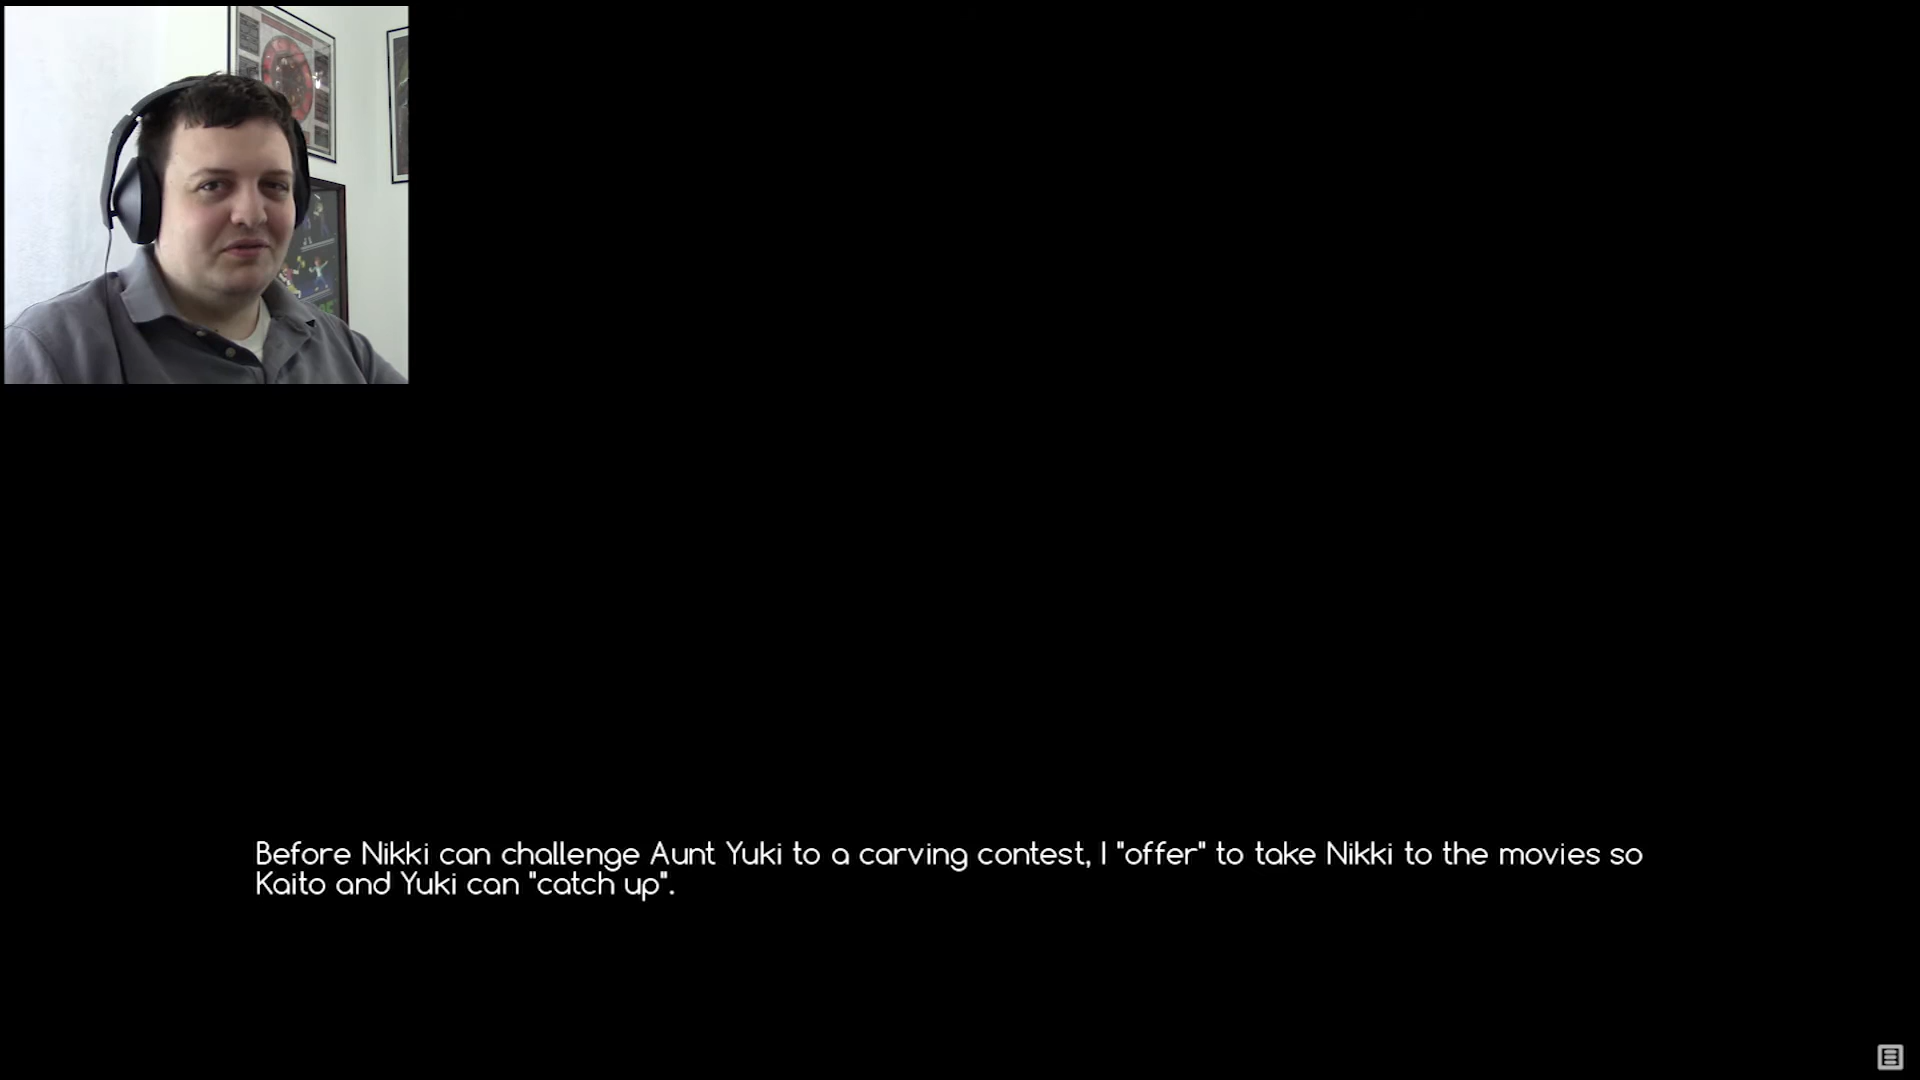 Before Nikki can challenge Aunt Yuki to a carving contest, I "offer" to take Nikki to the movies so
Kaito and Yuki can "catch up".